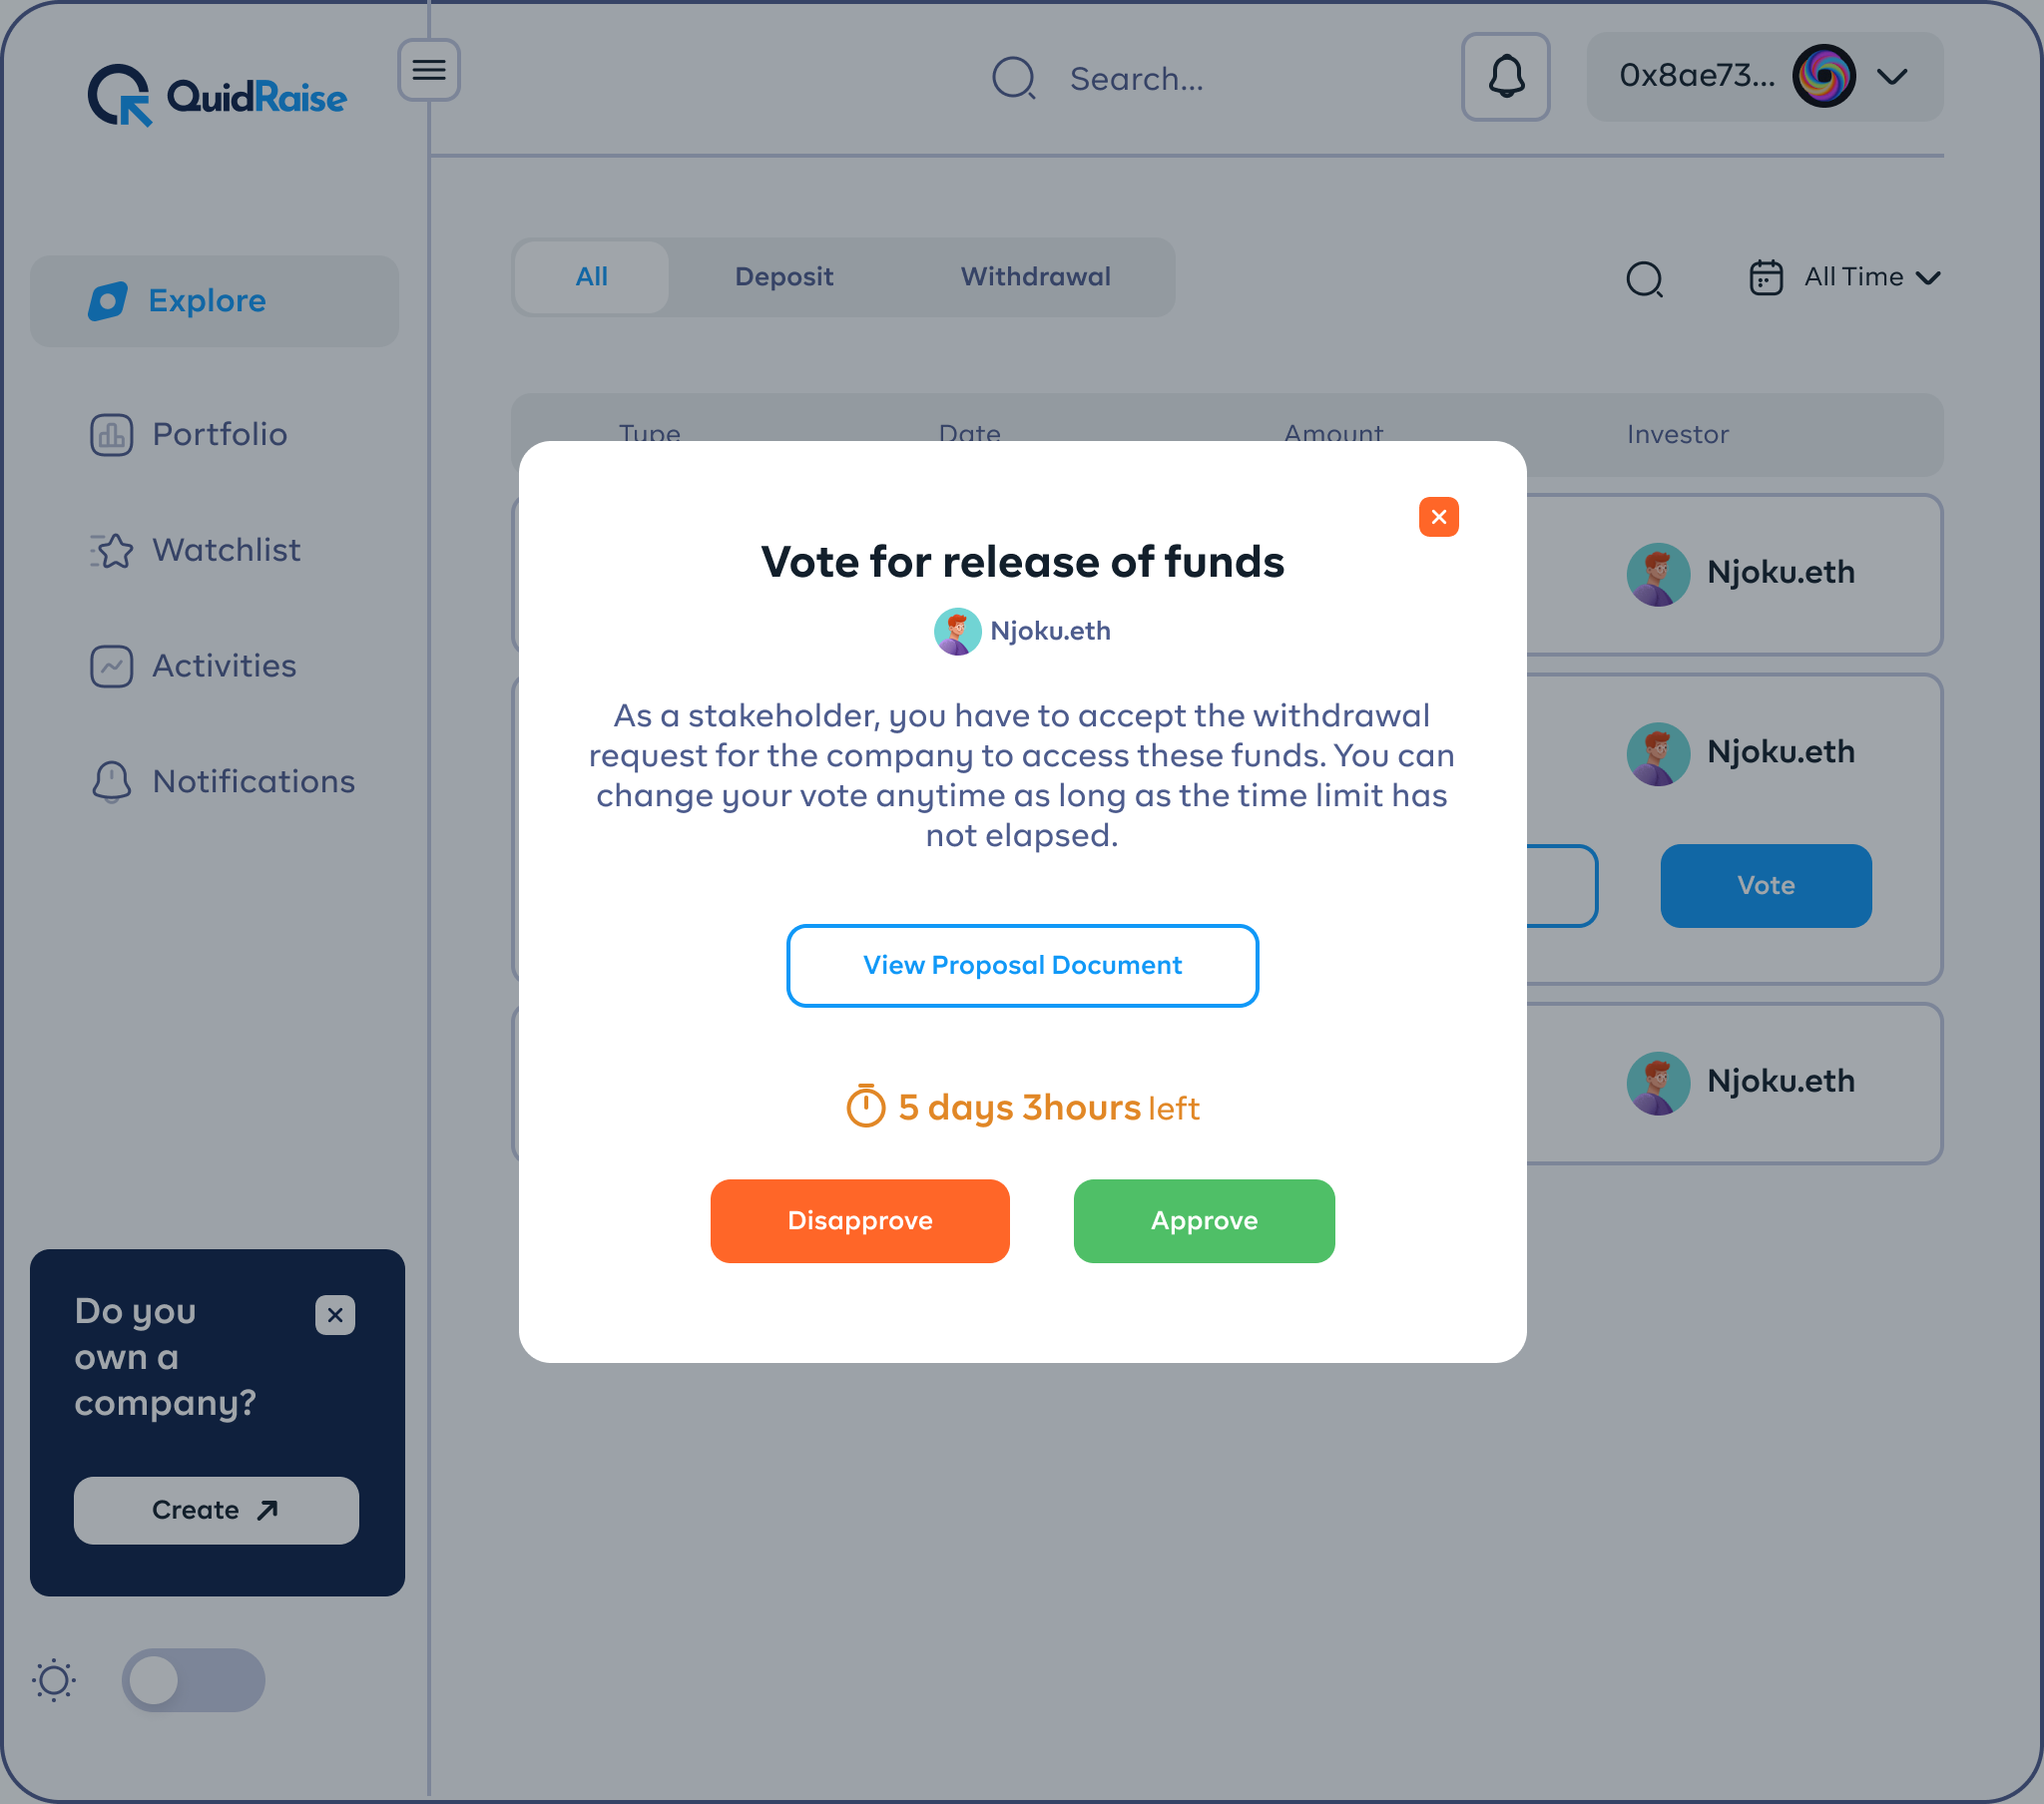 QuidRaise
Search...
0x8ae73...
All
Deposit
Withdrawal
All Time
Explore
Portfolio
Watchlist
Activities
Notifications
Type
Date
Amount
Investor
Njoku.eth
Njoku.eth
Vote
Njoku.eth
Vote for release of funds
Njoku.eth
As a stakeholder, you have to accept the withdrawal
request for the company to access these funds. You can
change your vote anytime as long as the time limit has
not elapsed.
View Proposal Document
5 days 3hours left
Disapprove
Approve
Do you
own a
company?
Create